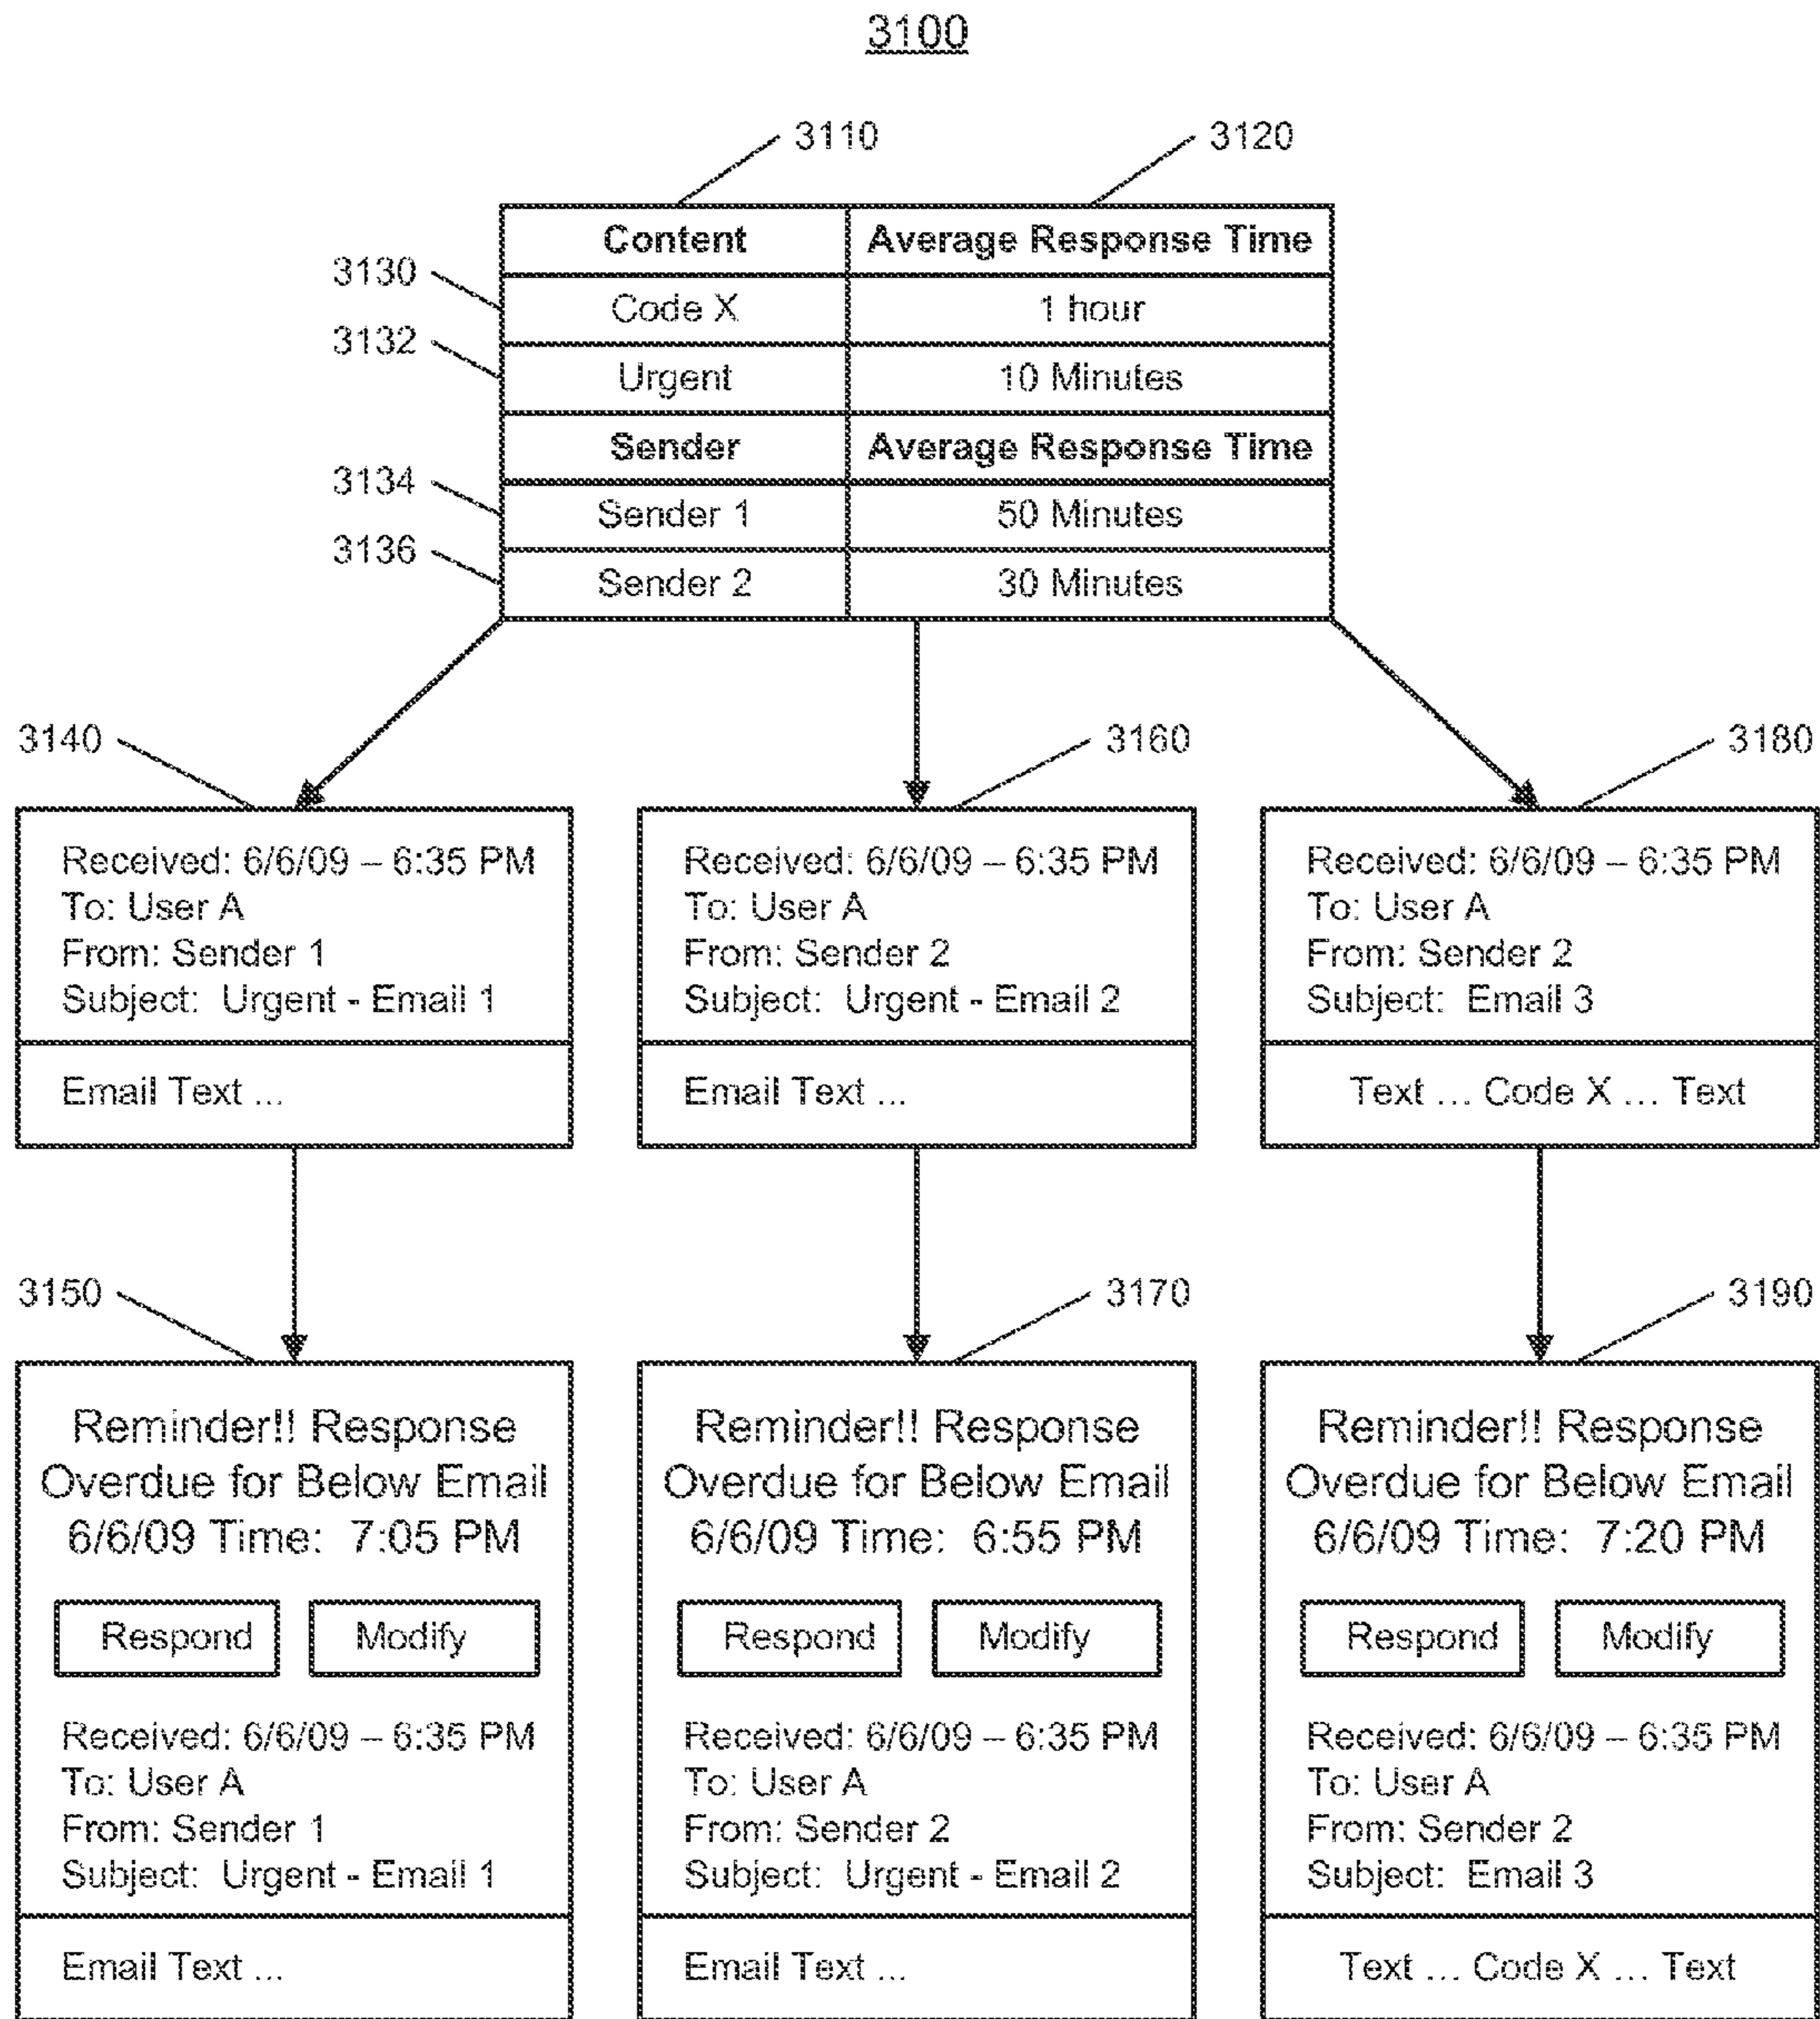 3100
3110
3120
Content
Average Response Time
3130
Code X
1 hour
3132
Urgent
10 Minutes
Sender
Average Response Time
3134
Sender 1
50 Minutes
3136
Sender 2
30 Minutes
3140
Received: 6/6/09 – 6:35 PM
To: User A
From: Sender 1
Subject: Urgent - Email 1
Email Text ...
3160
Received: 6/6/09 – 6:35 PM
To: User A
From: Sender 2
Subject: Urgent - Email 2
Email Text ...
3180
Received: 6/6/09 – 6:35 PM
To: User A
From: Sender 2
Subject: Email 3
Text ... Code X ... Text
3150
Reminder!! Response
Overdue for Below Email
6/6/09 Time: 7:05 PM
Respond
Modify
Received: 6/6/09 – 6:35 PM
To: User A
From: Sender 1
Subject: Urgent - Email 1
Email Text ...
3170
Reminder!! Response
Overdue for Below Email
6/6/09 Time: 6:55 PM
Respond
Modify
Received: 6/6/09 – 6:35 PM
To: User A
From: Sender 2
Subject: Urgent - Email 2
Email Text ...
3190
Reminder!! Response
Overdue for Below Email
6/6/09 Time: 7:20 PM
Respond
Modify
Received: 6/6/09 – 6:35 PM
To: User A
From: Sender 2
Subject: Email 3
Text ... Code X ... Text